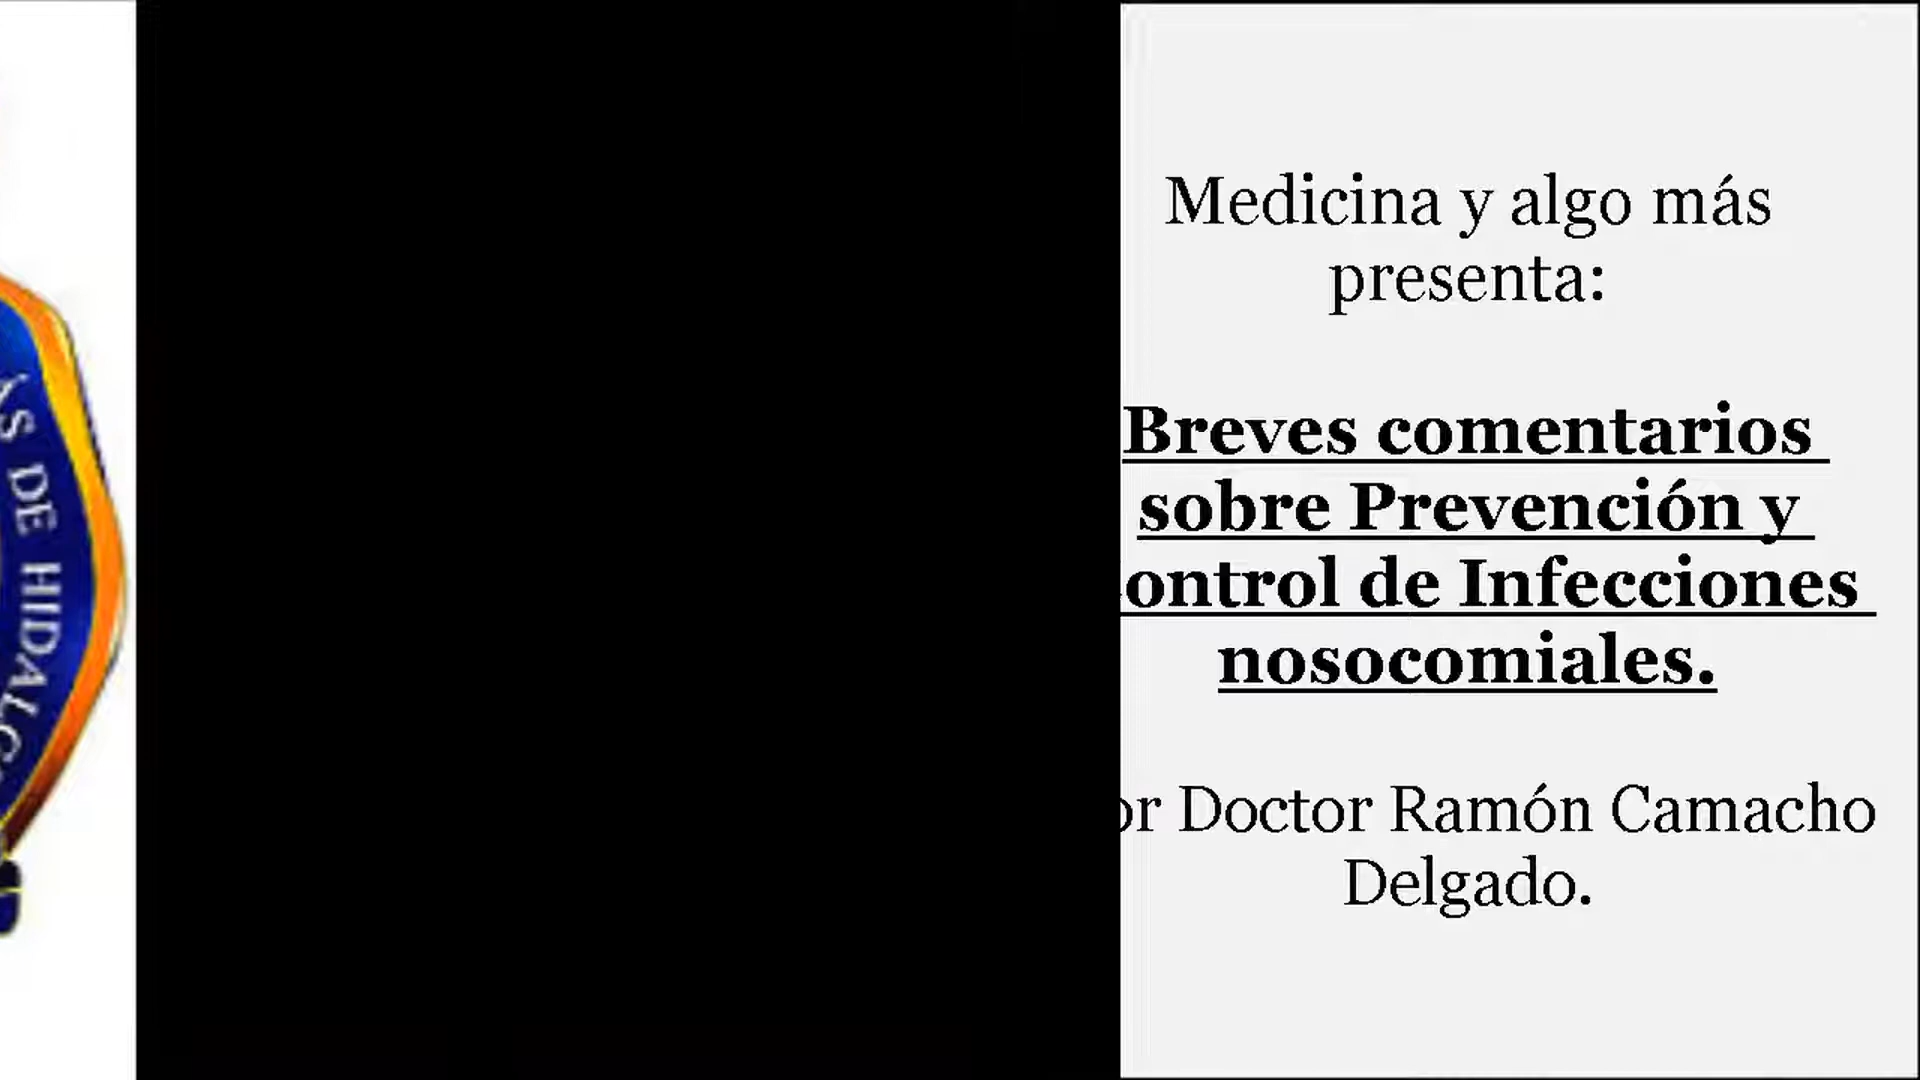 DE HIDALG
Medicina y algo más
presenta:
Breves comentarios
sobre Prevención y
ontrol de Infecciones
nosocomiales.
or Doctor Ramón Camacho
Delgado.